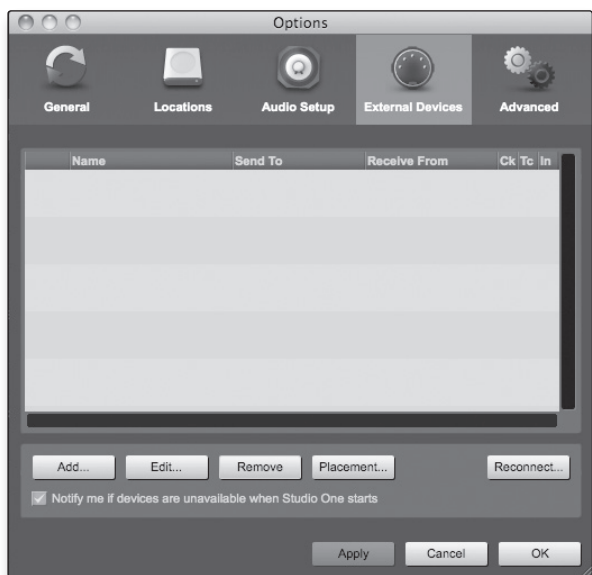 Options
General Locations Audio Setup External Devices Advanced
Name Send To Receive From Ck Tc In
Add... Edit... Remove Placement... Reconnect...
Notify me if devices are unavailable when Studio One starts
Apply Cancel OK